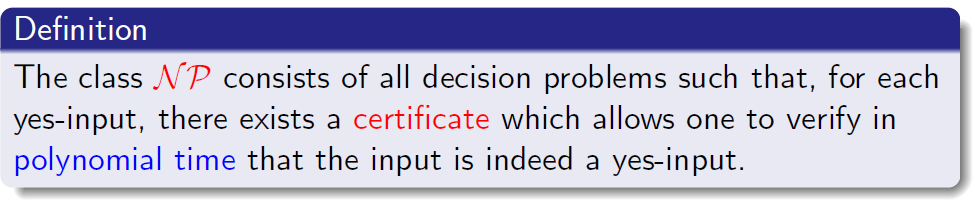 Definition
The class 𝒩𝒫 consists of all decision problems such that, for each
yes-input, there exists a certificate which allows one to verify in
polynomial time that the input is indeed a yes-input.